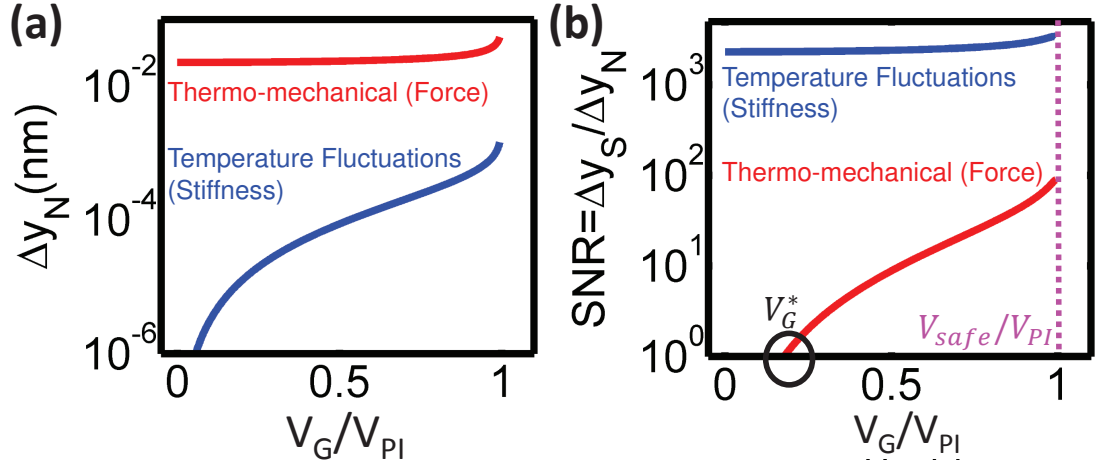 (a)
Δy_N(nm)
10^-2
10^-4
10^-6
Thermo-mechanical (Force)
Temperature Fluctuations
(Stiffness)
0
0.5
1
V_G/V_PI
(b)
SNR=Δy_S/Δy_N
10^3
10^2
10^1
10^0
Temperature Fluctuations
(Stiffness)
Thermo-mechanical (Force)
V_G^*
V_safe/V_PI
0
0.5
1
V_G/V_PI